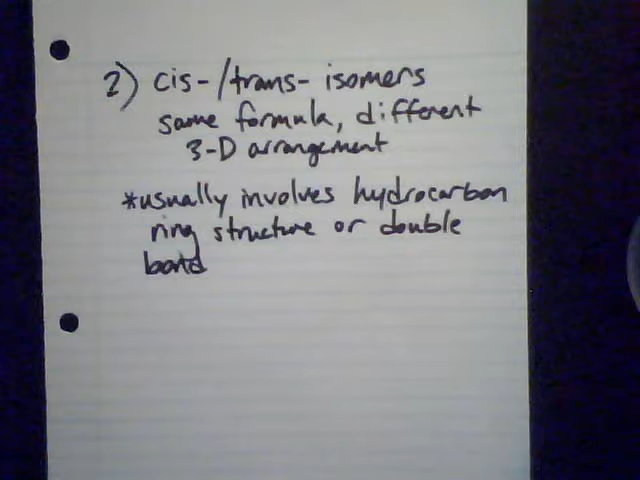 2) cis-/trans- isomers
same formula, different
3-D arrangement
*usually involves hydrocarbon
ring structure or double
bond